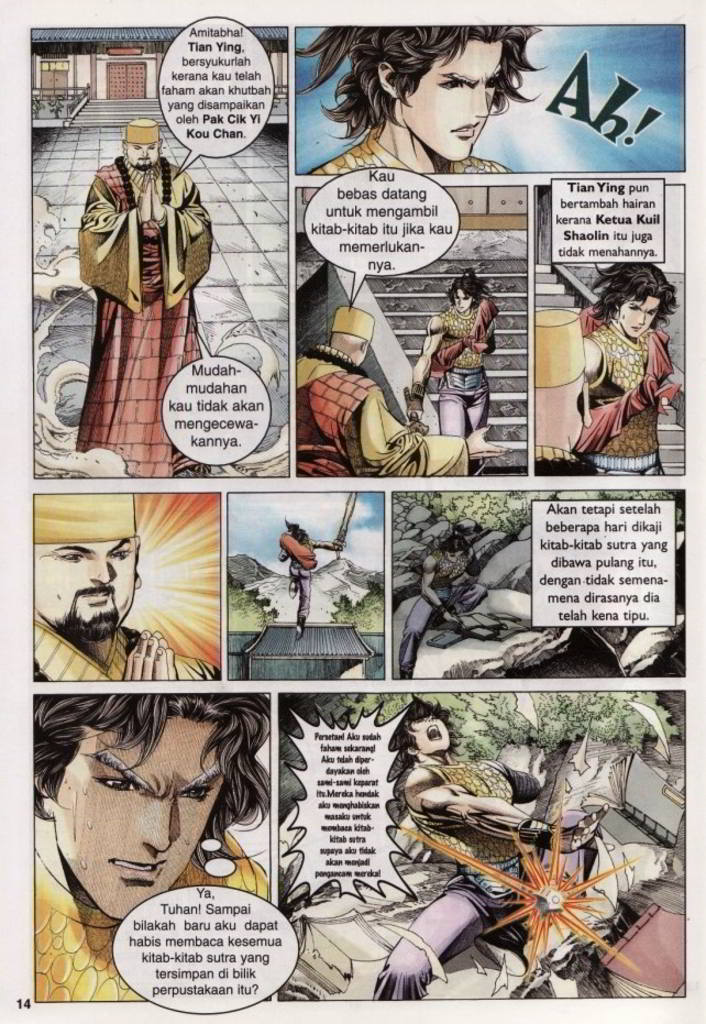 Amitabha!
Tian Ying,
bersyukurlah
kerana kau telah
faham akan khutbah
yang disampaikan
oleh Pak Cik Yi
Kou Chan.
Ah!
Mudah-
mudahan
kau tidak akan
mengecewa-
kannya.
Kau
bebas datang
untuk mengambil
kitab-kitab itu jika kau
memerlukan-
nya.
Tian Ying pun
bertambah hairan
kerana Ketua Kuil
Shaolin itu juga
tidak menahannya.
Akan tetapi setelah
beberapa hari dikaji
kitab-kitab sutra yang
dibawa pulang itu,
dengan tidak semena-
mena dirasanya dia
telah kena tipu.
Ya,
Tuhan! Sampai
bilakah baru aku dapat
habis membaca kesemua
kitab-kitab sutra yang
tersimpan di bilik
perpustakaan itu?
Persetan! Aku sudah
faham sekarang!
Aku telah diper-
dayakan oleh
sami-sami keparat
itu.Mereka hendak
aku menghabiskan
masaku untuk
membaca kitab-
kitab sutra
supaya aku tidak
akan menjadi
pengancam mereka!
14